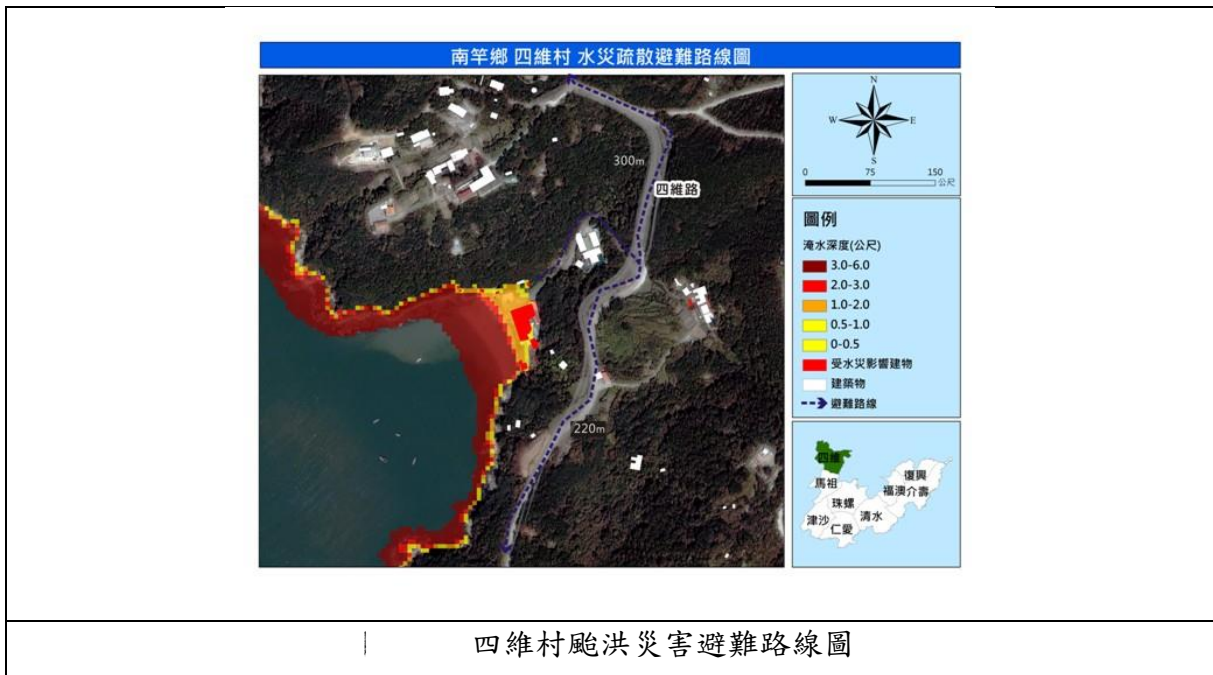 南竿鄉 四維村 水災疏散避難路線圖
300m
四維路
220m
N
W
E
S
0 75 150
公尺
圖例
淹水深度(公尺)
3.0-6.0
2.0-3.0
1.0-2.0
0.5-1.0
0-0.5
受水災影響建物
建築物
避難路線
四維
馬祖
復興
福澳 介壽
珠螺
清水
津沙
仁愛
四維村颱洪災害避難路線圖